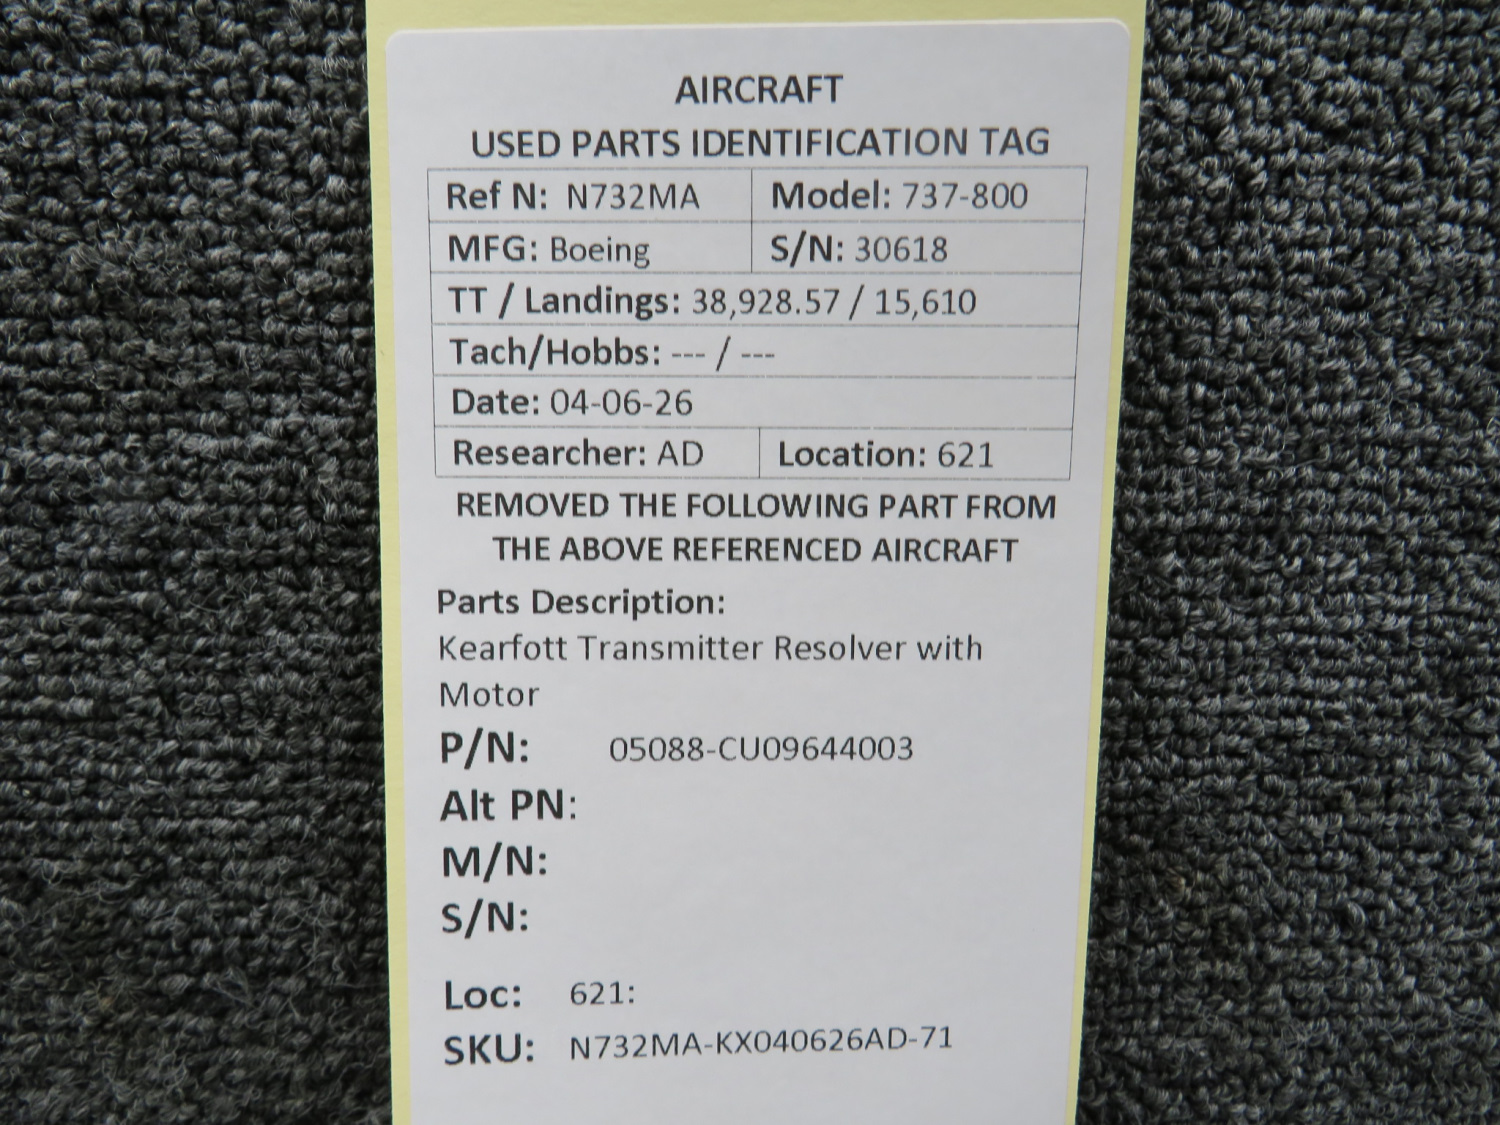 AIRCRAFT
USED PARTS IDENTIFICATION TAG
Ref N: N732MA Model: 737-800
MFG: Boeing S/N: 30618
TT / Landings: 38,928.57 / 15,610
Tach/Hobbs: --- / ---
Date: 04-06-26
Researcher: AD Location: 621
REMOVED THE FOLLOWING PART FROM
THE ABOVE REFERENCED AIRCRAFT
Parts Description:
Kearfott Transmitter Resolver with
Motor
P/N: 05088-CU09644003
Alt PN:
M/N:
S/N:
Loc: 621:
SKU: N732MA-KX040626AD-71